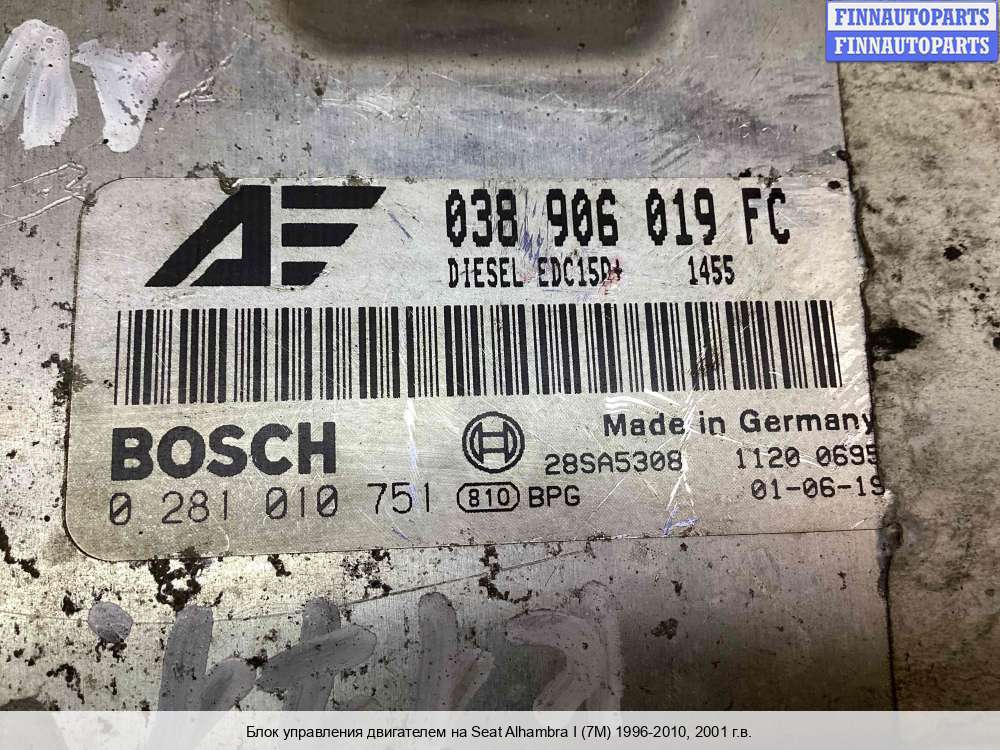 FINNAUTOPARTS
FINNAUTOPARTS
038 906 019 FC
DIESEL EDC15P+ 1455
BOSCH
Made in Germany
28SA5308 1120 0695
0 281 010 751 810 BPG 01-06-19
Блок управления двигателем на Seat Alhambra I (7M) 1996-2010, 2001 г.в.